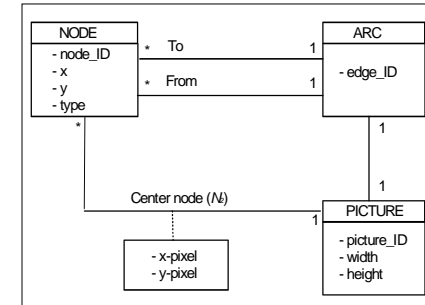 NODE
- node_ID
- x
- y
- type
* To 1
* From 1
ARC
- edge_ID
*
1
1
Center node (N
1
PICTURE
- picture_ID
- width
- height
- x-pixel
- y-pixel